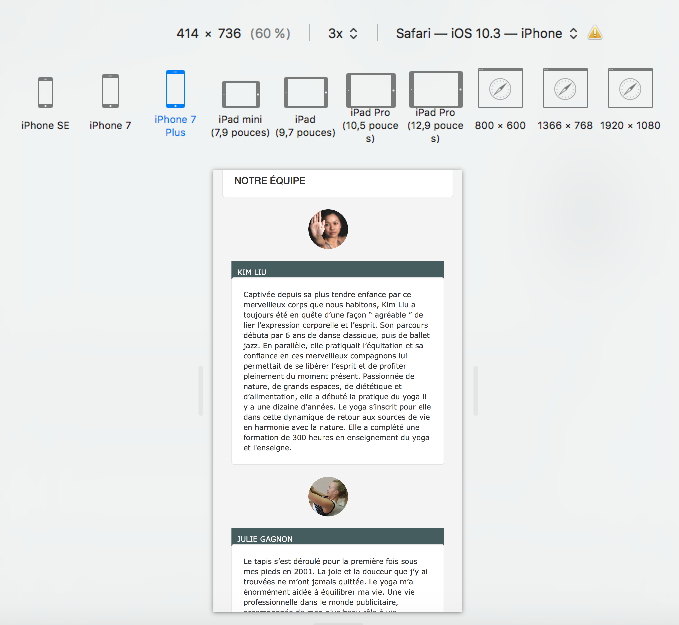 414 × 736 (60 %)
3x
Safari — iOS 10.3 — iPhone
iPhone SE
iPhone 7
iPhone 7
Plus
iPad mini
(7,9 pouces)
iPad
(9,7 pouces)
iPad Pro
(10,5 pouce
s)
iPad Pro
(12,9 pouce
s)
800 × 600
1366 × 768
1920 × 1080
NOTRE ÉQUIPE
KIM LIU
Captivée depuis sa plus tendre enfance par ce
merveilleux corps que nous habitons, Kim Liu a
toujours été en quête d'une façon " agréable " de
lier l'expression corporelle et l'esprit. Son parcours
débuta par 6 ans de danse classique, puis de ballet
jazz. En parallèle, elle pratiquait l'équitation et sa
confiance en ces merveilleux compagnons lui
permettait de se libérer l'esprit et de profiter
pleinement du moment présent. Passionnée de
nature, de grands espaces, de diététique et
d'alimentation, elle a débuté la pratique du yoga il
y a une dizaine d'années. Le yoga s'inscrit pour elle
dans cette dynamique de retour aux sources de vie
en harmonie avec la nature. Elle a complété une
formation de 300 heures en enseignement du yoga
et l'enseigne.
JULIE GAGNON
Le tapis s'est déroulé pour la première fois sous
mes pieds en 2001. La joie et la douceur que j'y ai
trouvées ne m'ont jamais quittée. Le yoga m'a
énormément aidée à équilibrer ma vie. Une vie
professionnelle dans le monde publicitaire,